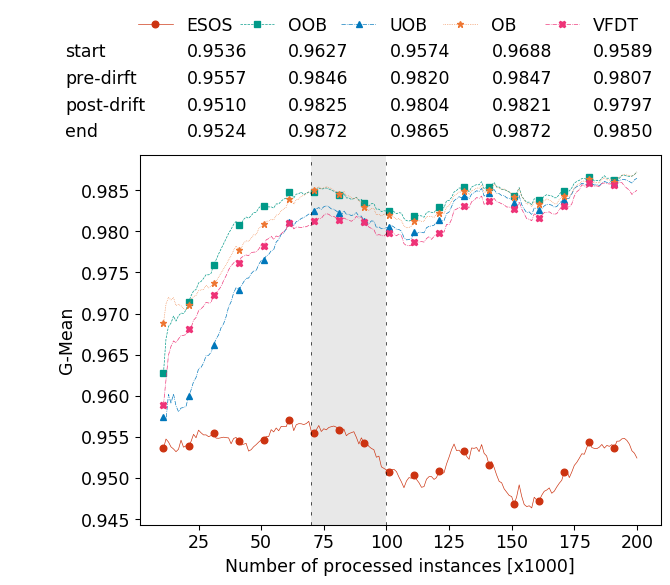 ESOS OOB UOB OB VFDT
start 0.9536 0.9627 0.9574 0.9688 0.9589
pre-dirft 0.9557 0.9846 0.9820 0.9847 0.9807
post-drift 0.9510 0.9825 0.9804 0.9821 0.9797
end 0.9524 0.9872 0.9865 0.9872 0.9850
0.985
0.980
0.975
0.970
0.965
0.960
0.955
0.950
0.945
G-Mean
25 50 75 100 125 150 175 200
Number of processed instances [x1000]